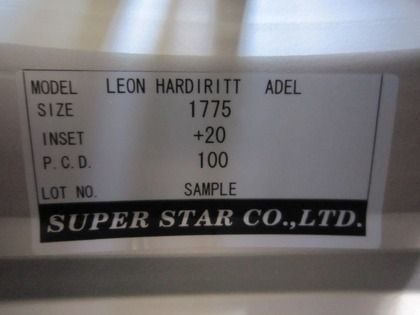 MODEL LEON HARDIRITT ADEL
SIZE 1775
INSET +20
P.C.D. 100
LOT NO. SAMPLE
SUPER STAR CO.,LTD.